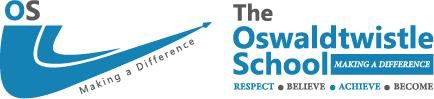 OS
Making a Difference
The
Oswaldtwistle
School MAKING A DIFFERENCE
RESPECT ● BELIEVE ● ACHIEVE ● BECOME